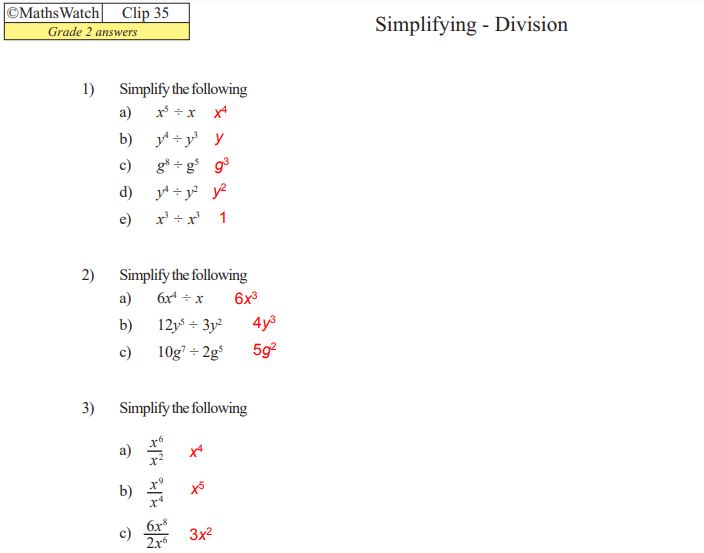 ©MathsWatch Clip 35
Grade 2 answers
Simplifying - Division
1) Simplify the following
a) x⁵ ÷ x x⁴
b) y⁴ ÷ y³ y
c) g⁸ ÷ g⁵ g³
d) y⁴ ÷ y² y²
e) x³ ÷ x³ 1
2) Simplify the following
a) 6x⁴ ÷ x 6x³
b) 12y⁵ ÷ 3y² 4y³
c) 10g⁷ ÷ 2g⁵ 5g²
3) Simplify the following
a) x⁶/x² x⁴
b) x⁹/x⁴ x⁵
c) 6x⁸/2x⁶ 3x²